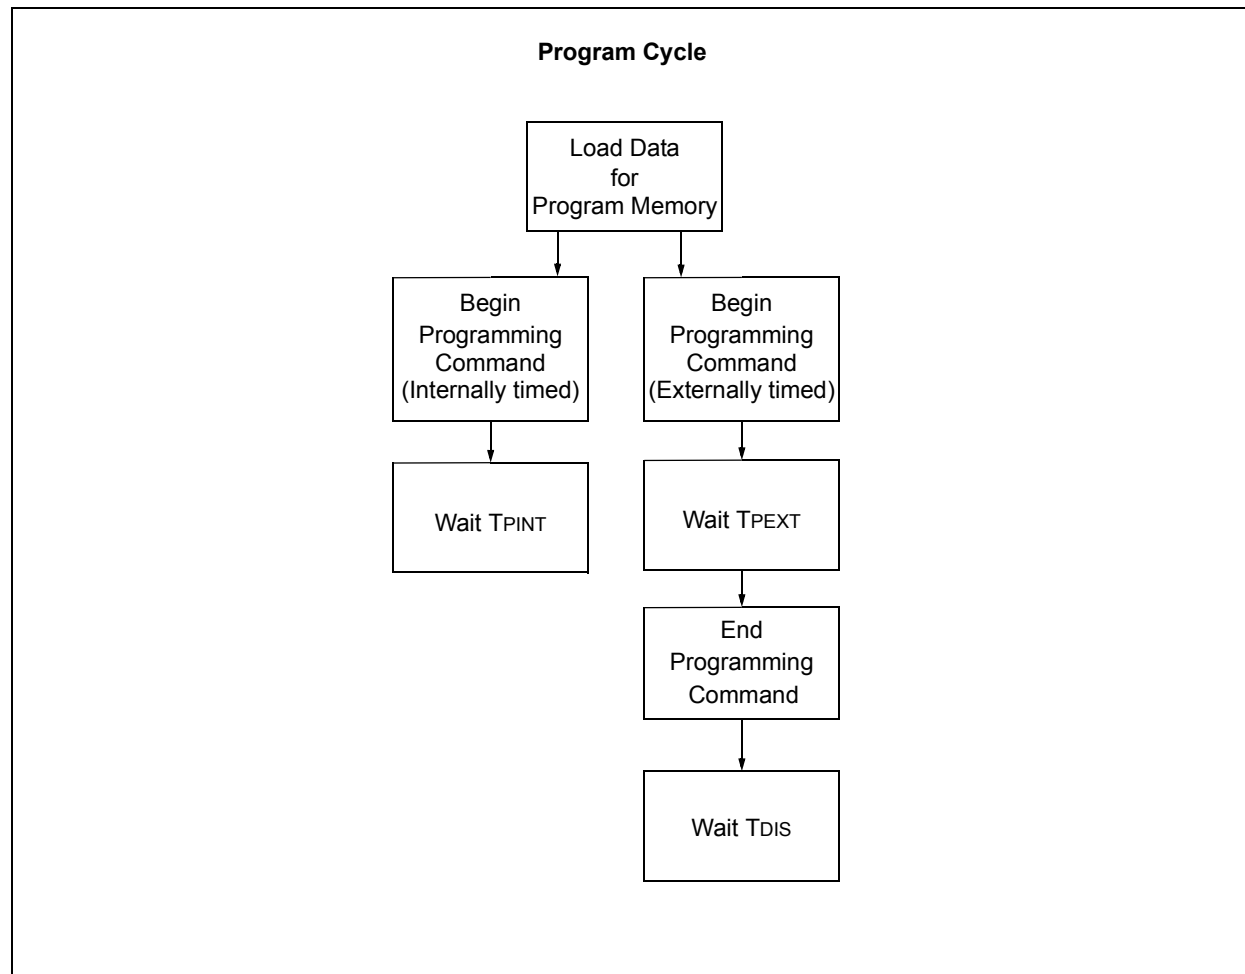 Program Cycle
Load Data
for
Program Memory
Begin
Programming
Command
(Internally timed)
Begin
Programming
Command
(Externally timed)
Wait TPINT
Wait TPEXT
End
Programming
Command
Wait TDIS